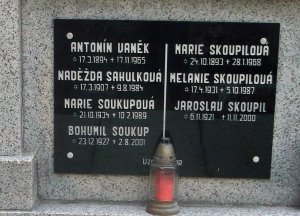 ANTONÍN VANĚK
☆ 17.3.1894 + 17.11.1965
NADĚŽDA SAHULKOVÁ
☆ 17.3.1907 + 9.8.1984
MARIE SOUKUPOVÁ
☆ 21.10.1934 + 10.2.1989
BOHUMIL SOUKUP
☆ 23.12.1927 + 2.8.2001
MARIE SKOUPILOVÁ
☆ 24.10.1893 + 28.1.1968
MELANIE SKOUPILOVÁ
☆ 17.4.1931 + 5.10.1987
JAROSLAV SKOUPIL
☆ 6.11.1921 + 11.11.2000